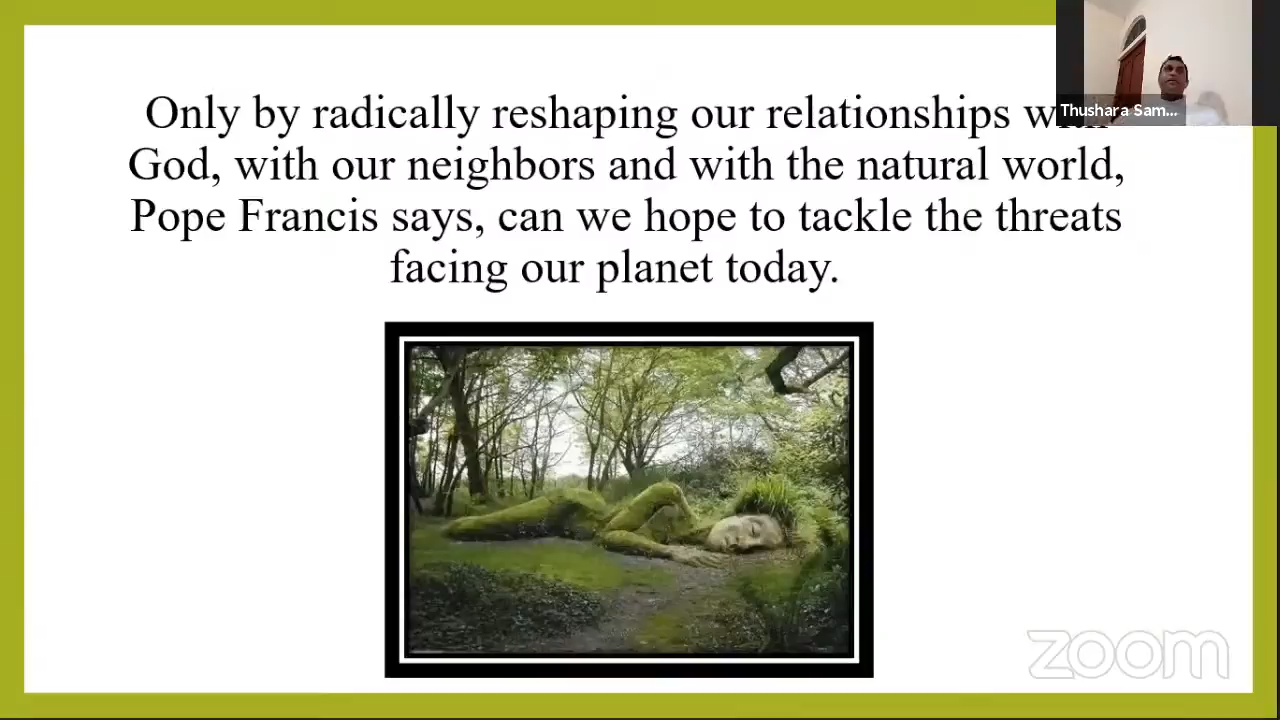 Only by radically reshaping our relationships
God, with our neighbors and with the natural world,
Pope Francis says, can we hope to tackle the threats
facing our planet today.
Thushara Sam...
zoom